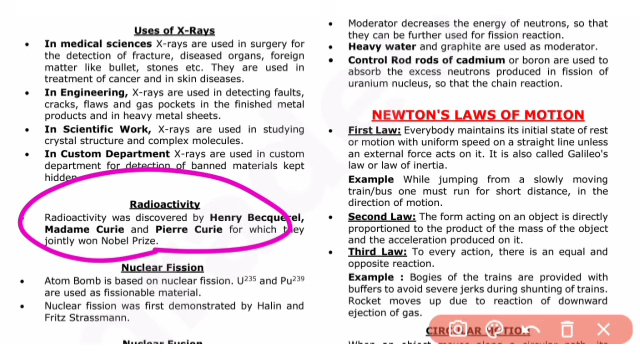 Uses of X-Rays
• In medical sciences X-rays are used in surgery for
the detection of fracture, diseased organs, foreign
matter like bullet, stones etc. They are used in
treatment of cancer and in skin diseases.
• In Engineering, X-rays are used in detecting faults,
cracks, flaws and gas pockets in the finished metal
products and in heavy metal sheets.
• In Scientific Work, X-rays are used in studying
crystal structure and complex molecules.
• In Custom Department X-rays are used in custom
department for detection of banned materials kept
hidden
Radioactivity
Radioactivity was discovered by Henry Becquerel,
Madame Curie and Pierre Curie for which they
jointly won Nobel Prize.
Nuclear Fission
• Atom Bomb is based on nuclear fission. U²³⁵ and Pu²³⁹
are used as fissionable material.
• Nuclear fission was first demonstrated by Halin and
Fritz Strassmann.
Nuclear Fusion
• Moderator decreases the energy of neutrons, so that
they can be further used for fission reaction.
• Heavy water and graphite are used as moderator.
• Control Rod rods of cadmium or boron are used to
absorb the excess neutrons produced in fission of
uranium nucleus, so that the chain reaction.
NEWTON'S LAWS OF MOTION
• First Law: Everybody maintains its initial state of rest
or motion with uniform speed on a straight line unless
an external force acts on it. It is also called Galileo's
law or law of inertia.
Example While jumping from a slowly moving
train/bus one must run for short distance, in the
direction of motion.
• Second Law: The form acting on an object is directly
proportioned to the product of the mass of the object
and the acceleration produced on it.
• Third Law: To every action, there is an equal and
opposite reaction.
Example : Bogies of the trains are provided with
buffers to avoid severe jerks during shunting of trains.
Rocket moves up due to reaction of downward
ejection of gas.
CIRCULAR MOTION
When an object moves along a circular path, its